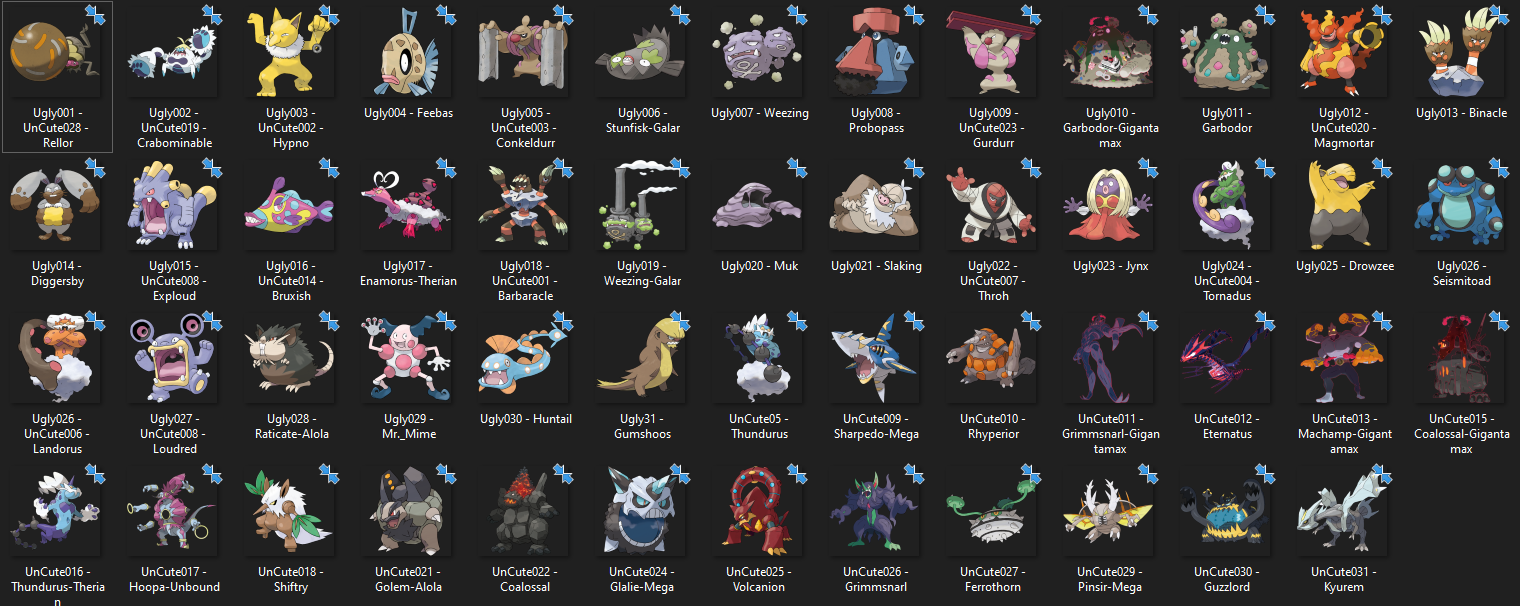 Ugly001 -
UnCute028 -
Rellor
Ugly002 -
UnCute019 -
Crabominable
Ugly003 -
UnCute002 -
Hypno
Ugly004 - Feebas
Ugly005 -
UnCute003 -
Conkeldurr
Ugly006 -
Stunfisk-Galar
Ugly007 - Weezing
Ugly008 -
Probopass
Ugly009 -
UnCute023 -
Gurdurr
Ugly010 -
Garbodor-Giganta
max
Ugly011 -
Garbodor
Ugly012 -
UnCute020 -
Magmortar
Ugly013 - Binacle
Ugly014 -
Diggersby
Ugly015 -
UnCute008 -
Exploud
Ugly016 -
UnCute014 -
Bruxish
Ugly017 -
Enamorus-Therian
Ugly018 -
UnCute001 -
Barbaracle
Ugly019 -
Weezing-Galar
Ugly020 - Muk
Ugly021 - Slaking
Ugly022 -
UnCute007 -
Throh
Ugly023 - Jynx
Ugly024 -
UnCute004 -
Tornadus
Ugly025 - Drowzee
Ugly026 -
Seismitoad
Ugly026 -
UnCute006 -
Landorus
Ugly027 -
UnCute008 -
Loudred
Ugly028 -
Raticate-Alola
Ugly029 -
Mr._Mime
Ugly030 - Huntail
Ugly31 -
Gumshoos
UnCute05 -
Thundurus
UnCute009 -
Sharpedo-Mega
UnCute010 -
Rhyperior
UnCute011 -
Grimmsnarl-Gigan
tamax
UnCute012 -
Eternatus
UnCute013 -
Machamp-Gigant
amax
UnCute015 -
Coalossal-Giganta
max
UnCute016 -
Thundurus-Theria
n
UnCute017 -
Hoopa-Unbound
UnCute018 -
Shiftry
UnCute021 -
Golem-Alola
UnCute022 -
Coalossal
UnCute024 -
Glalie-Mega
UnCute025 -
Volcanion
UnCute026 -
Grimmsnarl
UnCute027 -
Ferrothorn
UnCute029 -
Pinsir-Mega
UnCute030 -
Guzzlord
UnCute031 -
Kyurem